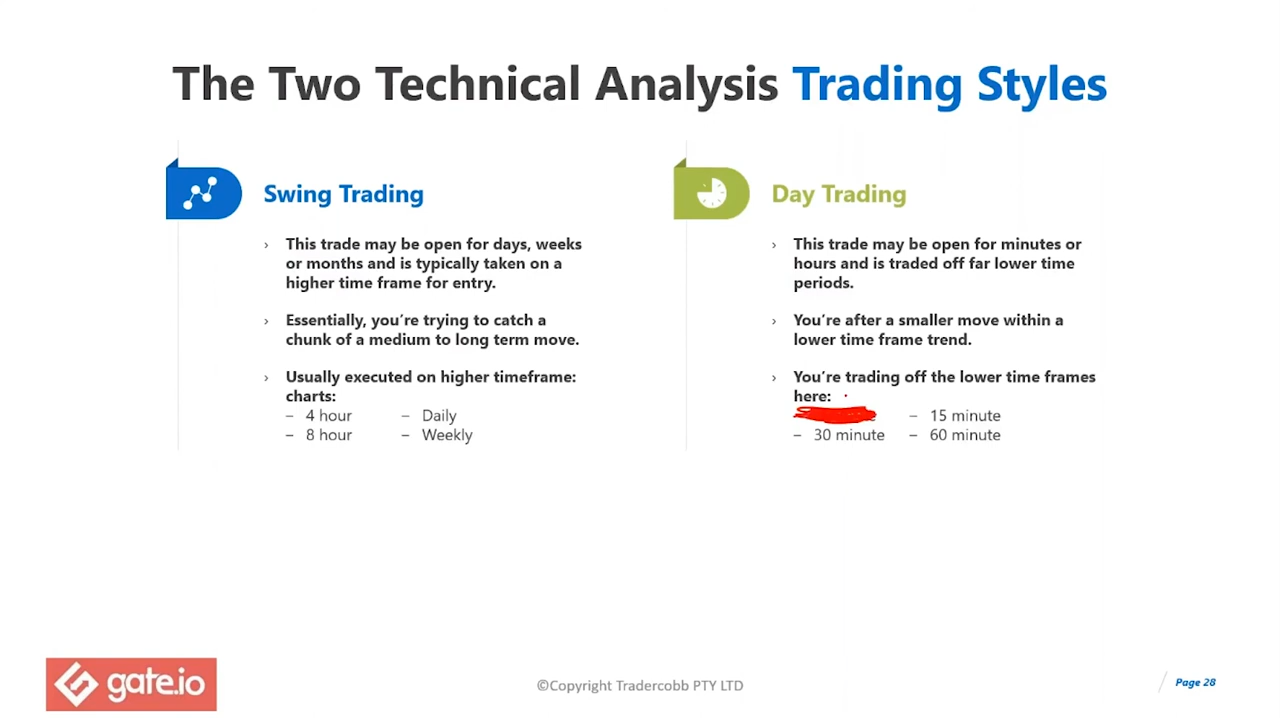 The Two Technical Analysis Trading Styles
Swing Trading
› This trade may be open for days, weeks
or months and is typically taken on a
higher time frame for entry.
› Essentially, you’re trying to catch a
chunk of a medium to long term move.
› Usually executed on higher timeframe:
charts:
– 4 hour – Daily
– 8 hour – Weekly
Day Trading
› This trade may be open for minutes or
hours and is traded off far lower time
periods.
› You’re after a smaller move within a
lower time frame trend.
› You’re trading off the lower time frames
here:
– 15 minute
– 30 minute – 60 minute
gate.io
©Copyright Tradercobb PTY LTD
Page 28